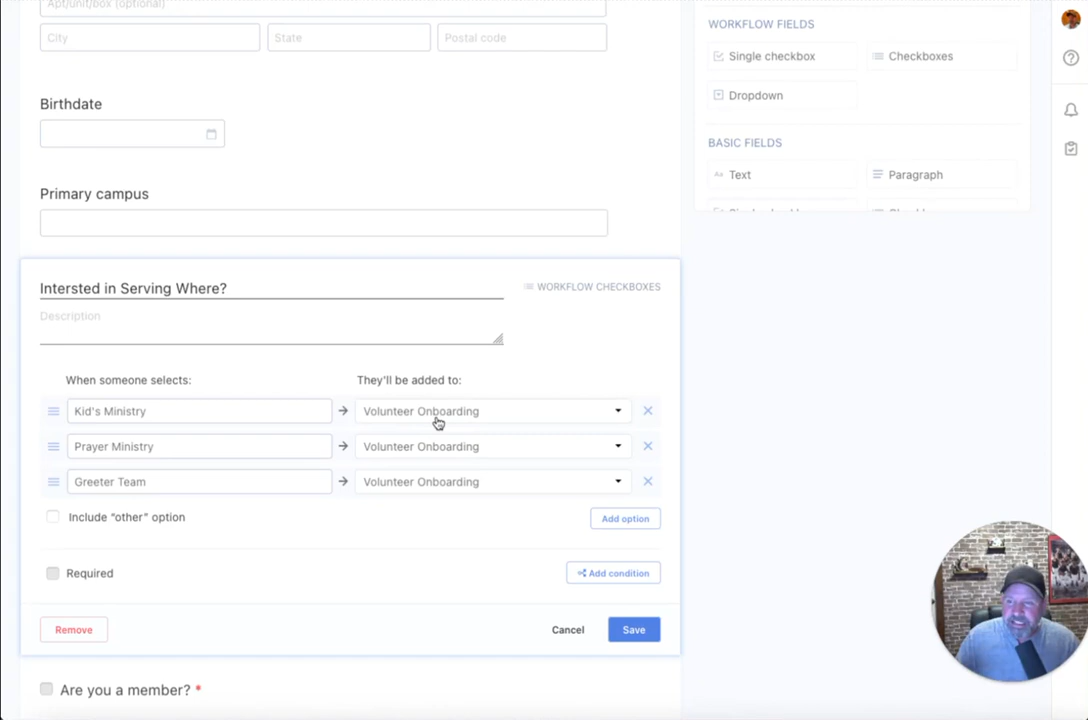 Apt/unit/box (optional)
City State Postal code
Birthdate
Primary campus
Intersted in Serving Where? WORKFLOW CHECKBOXES
Description
When someone selects: They'll be added to:
Kid's Ministry → Volunteer Onboarding
Prayer Ministry → Volunteer Onboarding
Greeter Team → Volunteer Onboarding
Include “other” option Add option
Required Add condition
Remove Cancel Save
Are you a member? *
WORKFLOW FIELDS
Single checkbox Checkboxes
Dropdown
BASIC FIELDS
Aa Text Paragraph